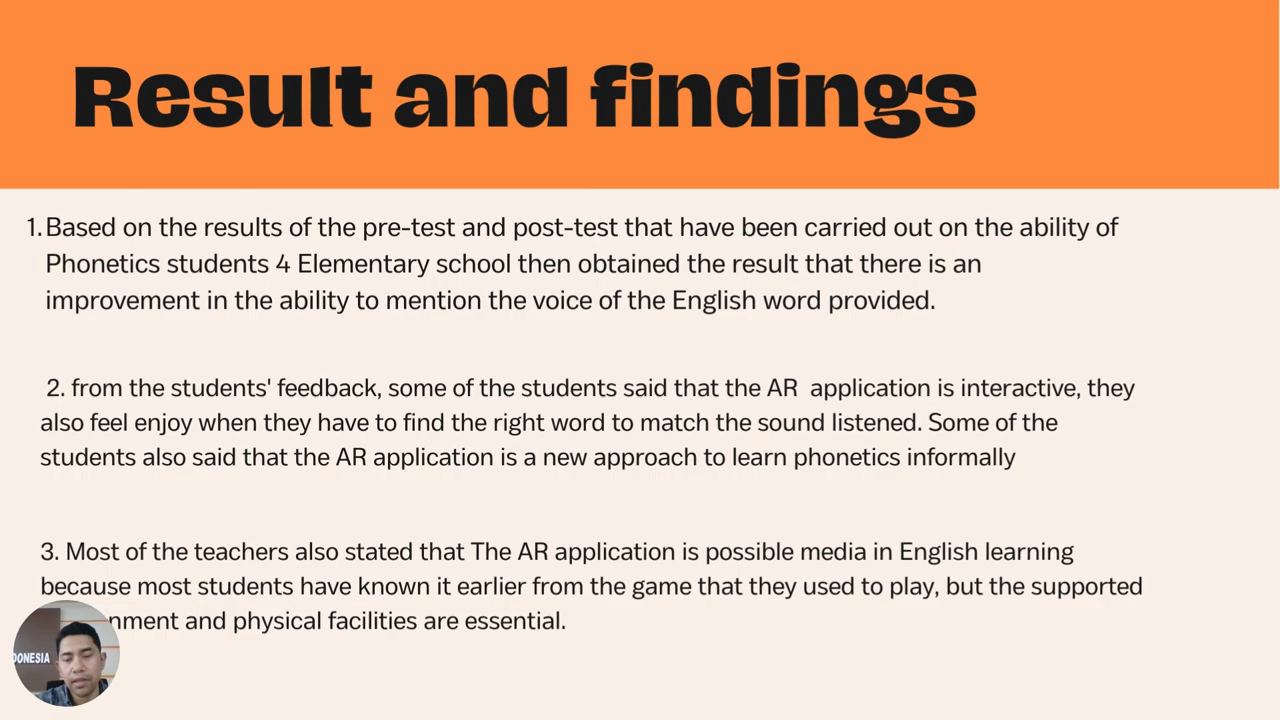 Result and findings
1. Based on the results of the pre-test and post-test that have been carried out on the ability of
Phonetics students 4 Elementary school then obtained the result that there is an
improvement in the ability to mention the voice of the English word provided.
2. from the students' feedback, some of the students said that the AR application is interactive, they
also feel enjoy when they have to find the right word to match the sound listened. Some of the
students also said that the AR application is a new approach to learn phonetics informally
3. Most of the teachers also stated that The AR application is possible media in English learning
because most students have known it earlier from the game that they used to play, but the supported
nment and physical facilities are essential.
DONESIA